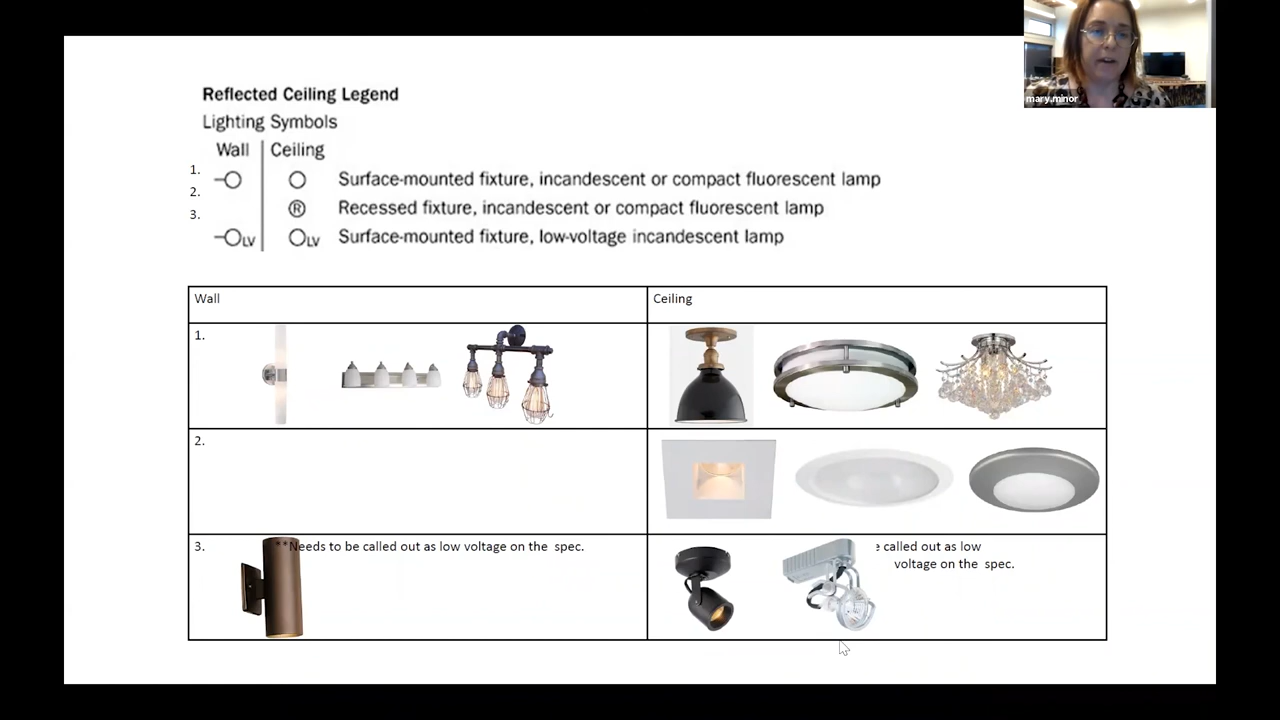 mary.minor
Reflected Ceiling Legend
Lighting Symbols
Wall Ceiling
1. Surface-mounted fixture, incandescent or compact fluorescent lamp
2. R Recessed fixture, incandescent or compact fluorescent lamp
3. LV LV Surface-mounted fixture, low-voltage incandescent lamp
Wall Ceiling
1.
2.
3. **Needs to be called out as low voltage on the spec.
called out as low
voltage on the spec.